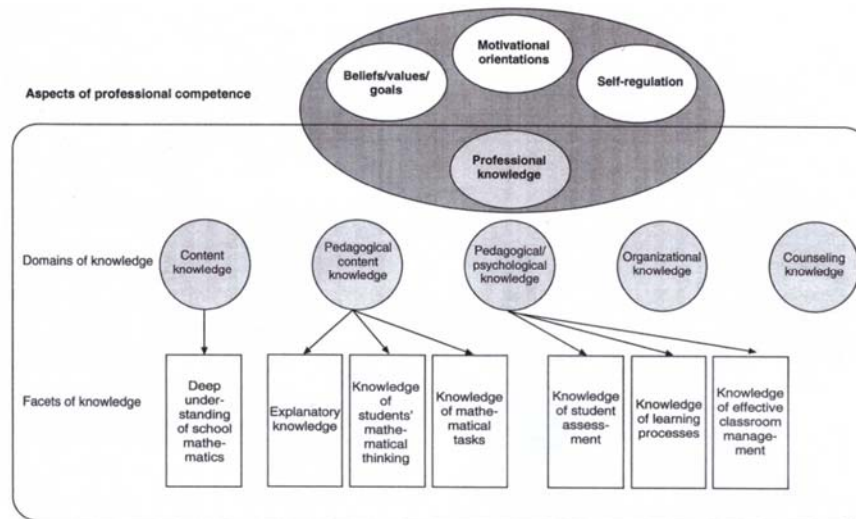 Motivational
orientations
Beliefs/values/
goals
Self-regulation
Aspects of professional competence
Professional
knowledge
Domains of knowledge
Content
knowledge
Pedagogical
content
knowledge
Pedagogical/
psychological
knowledge
Organizational
knowledge
Counseling
knowledge
Facets of knowledge
Deep
under-
standing
of school
mathe-
matics
Explanatory
knowledge
Knowledge
of
students'
mathe-
matical
thinking
Knowledge
of mathe-
matical
tasks
Knowledge
of student
assess-
ment
Knowledge
of learning
processes
Knowledge
of effective
classroom
manage-
ment